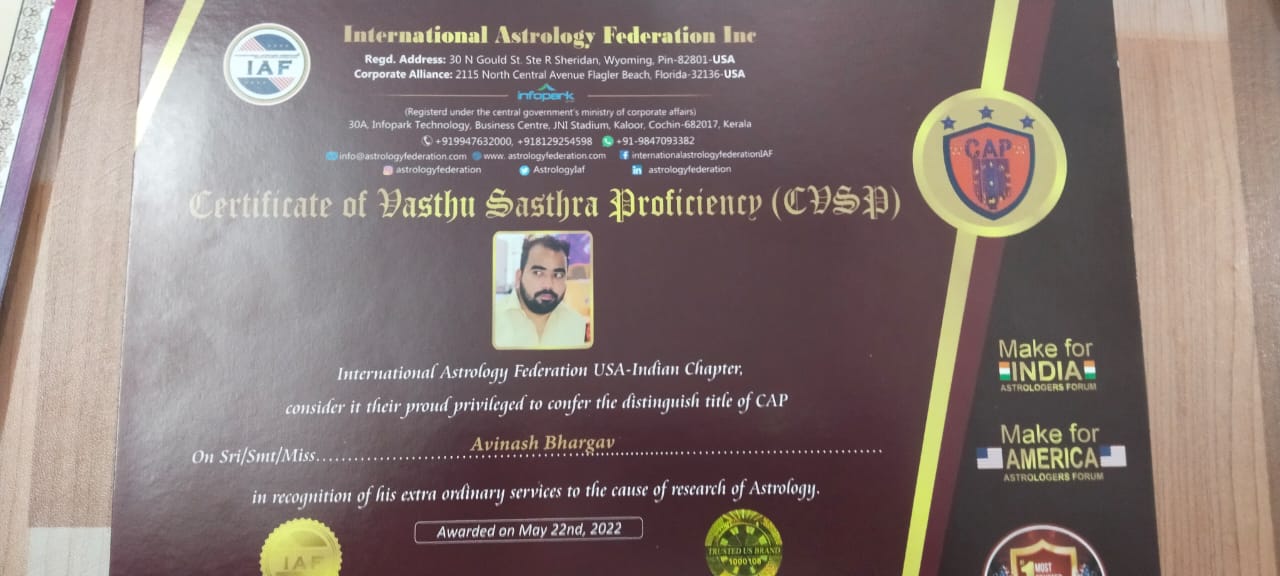 IAF
International Astrology Federation Inc
Regd. Address: 30 N Gould St. Ste R Sheridan, Wyoming, Pin-82801-USA
Corporate Alliance: 2115 North Central Avenue Flagler Beach, Florida-32136-USA
infopark
(Registerd under the central government's ministry of corporate affairs)
30A, Infopark Technology, Business Centre, JNI Stadium, Kaloor, Cochin-682017, Kerala
+919947632000, +918129254598 +91-9847093382
info@astrologyfederation.com www. astrologyfederation.com internationalastrologyfederationIAF
astrologyfederation AstrologyIaf astrologyfederation
CAP
Certificate of Vasthu Sasthra Proficiency (CVSP)
International Astrology Federation USA-Indian Chapter,
consider it their proud privileged to confer the distinguish title of CAP
On Sri/Smt/Miss Avinash Bhargav
in recognition of his extra ordinary services to the cause of research of Astrology.
Awarded on May 22nd, 2022
IAF
TRUSTED US BRAND
1000108
Make for
INDIA
ASTROLOGERS FORUM
Make for
AMERICA
ASTROLOGERS FORUM
1 MOST